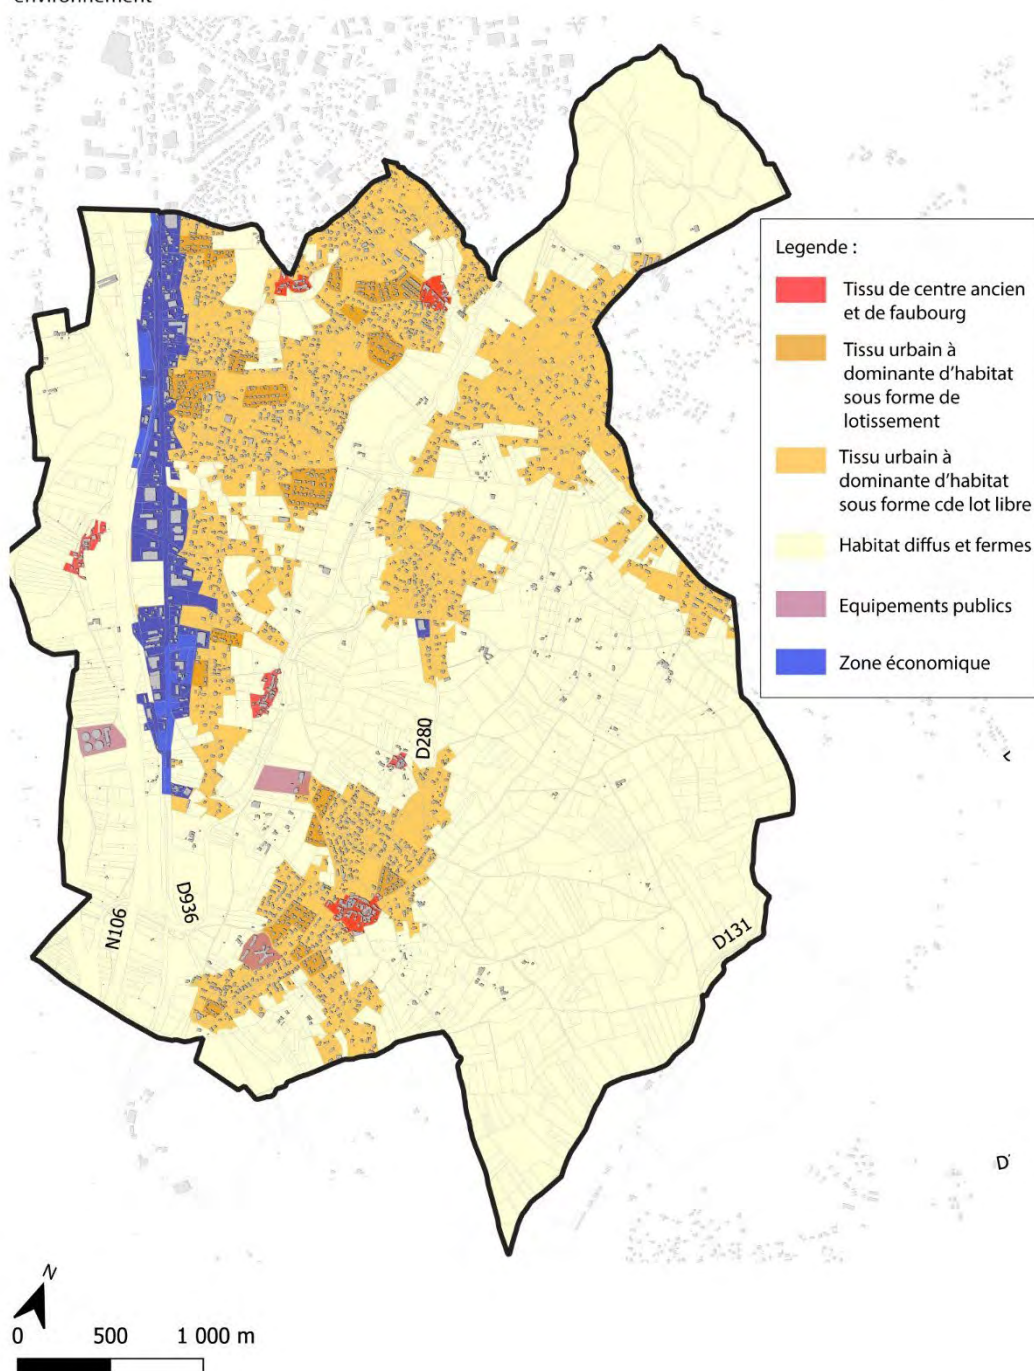 environnement
Legende :
Tissu de centre ancien
et de faubourg
Tissu urbain à
dominante d'habitat
sous forme de
lotissement
Tissu urbain à
dominante d'habitat
sous forme cde lot libre
Habitat diffus et fermes
Equipements publics
Zone économique
D280
D936
N106
D131
D
N
0 500 1 000 m